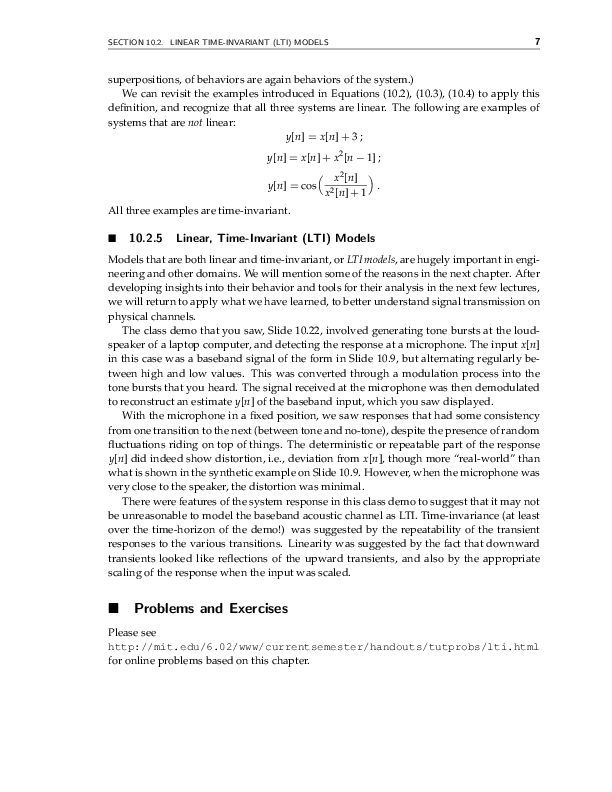 SECTION 10.2. LINEAR TIME-INVARIANT (LTI) MODELS 7
superpositions, of behaviors are again behaviors of the system.)
We can revisit the examples introduced in Equations (10.2), (10.3), (10.4) to apply this
definition, and recognize that all three systems are linear. The following are examples of
systems that are not linear:
y[n] = x[n] + 3 ;
y[n] = x[n] + x²[n − 1] ;
y[n] = cos( x²[n] / x²[n] + 1 ) .
All three examples are time-invariant.
■ 10.2.5 Linear, Time-Invariant (LTI) Models
Models that are both linear and time-invariant, or LTI models, are hugely important in engi-
neering and other domains. We will mention some of the reasons in the next chapter. After
developing insights into their behavior and tools for their analysis in the next few lectures,
we will return to apply what we have learned, to better understand signal transmission on
physical channels.
The class demo that you saw, Slide 10.22, involved generating tone bursts at the loud-
speaker of a laptop computer, and detecting the response at a microphone. The input x[n]
in this case was a baseband signal of the form in Slide 10.9, but alternating regularly be-
tween high and low values. This was converted through a modulation process into the
tone bursts that you heard. The signal received at the microphone was then demodulated
to reconstruct an estimate y[n] of the baseband input, which you saw displayed.
With the microphone in a fixed position, we saw responses that had some consistency
from one transition to the next (between tone and no-tone), despite the presence of random
fluctuations riding on top of things. The deterministic or repeatable part of the response
y[n] did indeed show distortion, i.e., deviation from x[n], though more “real-world” than
what is shown in the synthetic example on Slide 10.9. However, when the microphone was
very close to the speaker, the distortion was minimal.
There were features of the system response in this class demo to suggest that it may not
be unreasonable to model the baseband acoustic channel as LTI. Time-invariance (at least
over the time-horizon of the demo!) was suggested by the repeatability of the transient
responses to the various transitions. Linearity was suggested by the fact that downward
transients looked like reflections of the upward transients, and also by the appropriate
scaling of the response when the input was scaled.
■ Problems and Exercises
Please see
http://mit.edu/6.02/www/currentsemester/handouts/tutprobs/lti.html
for online problems based on this chapter.